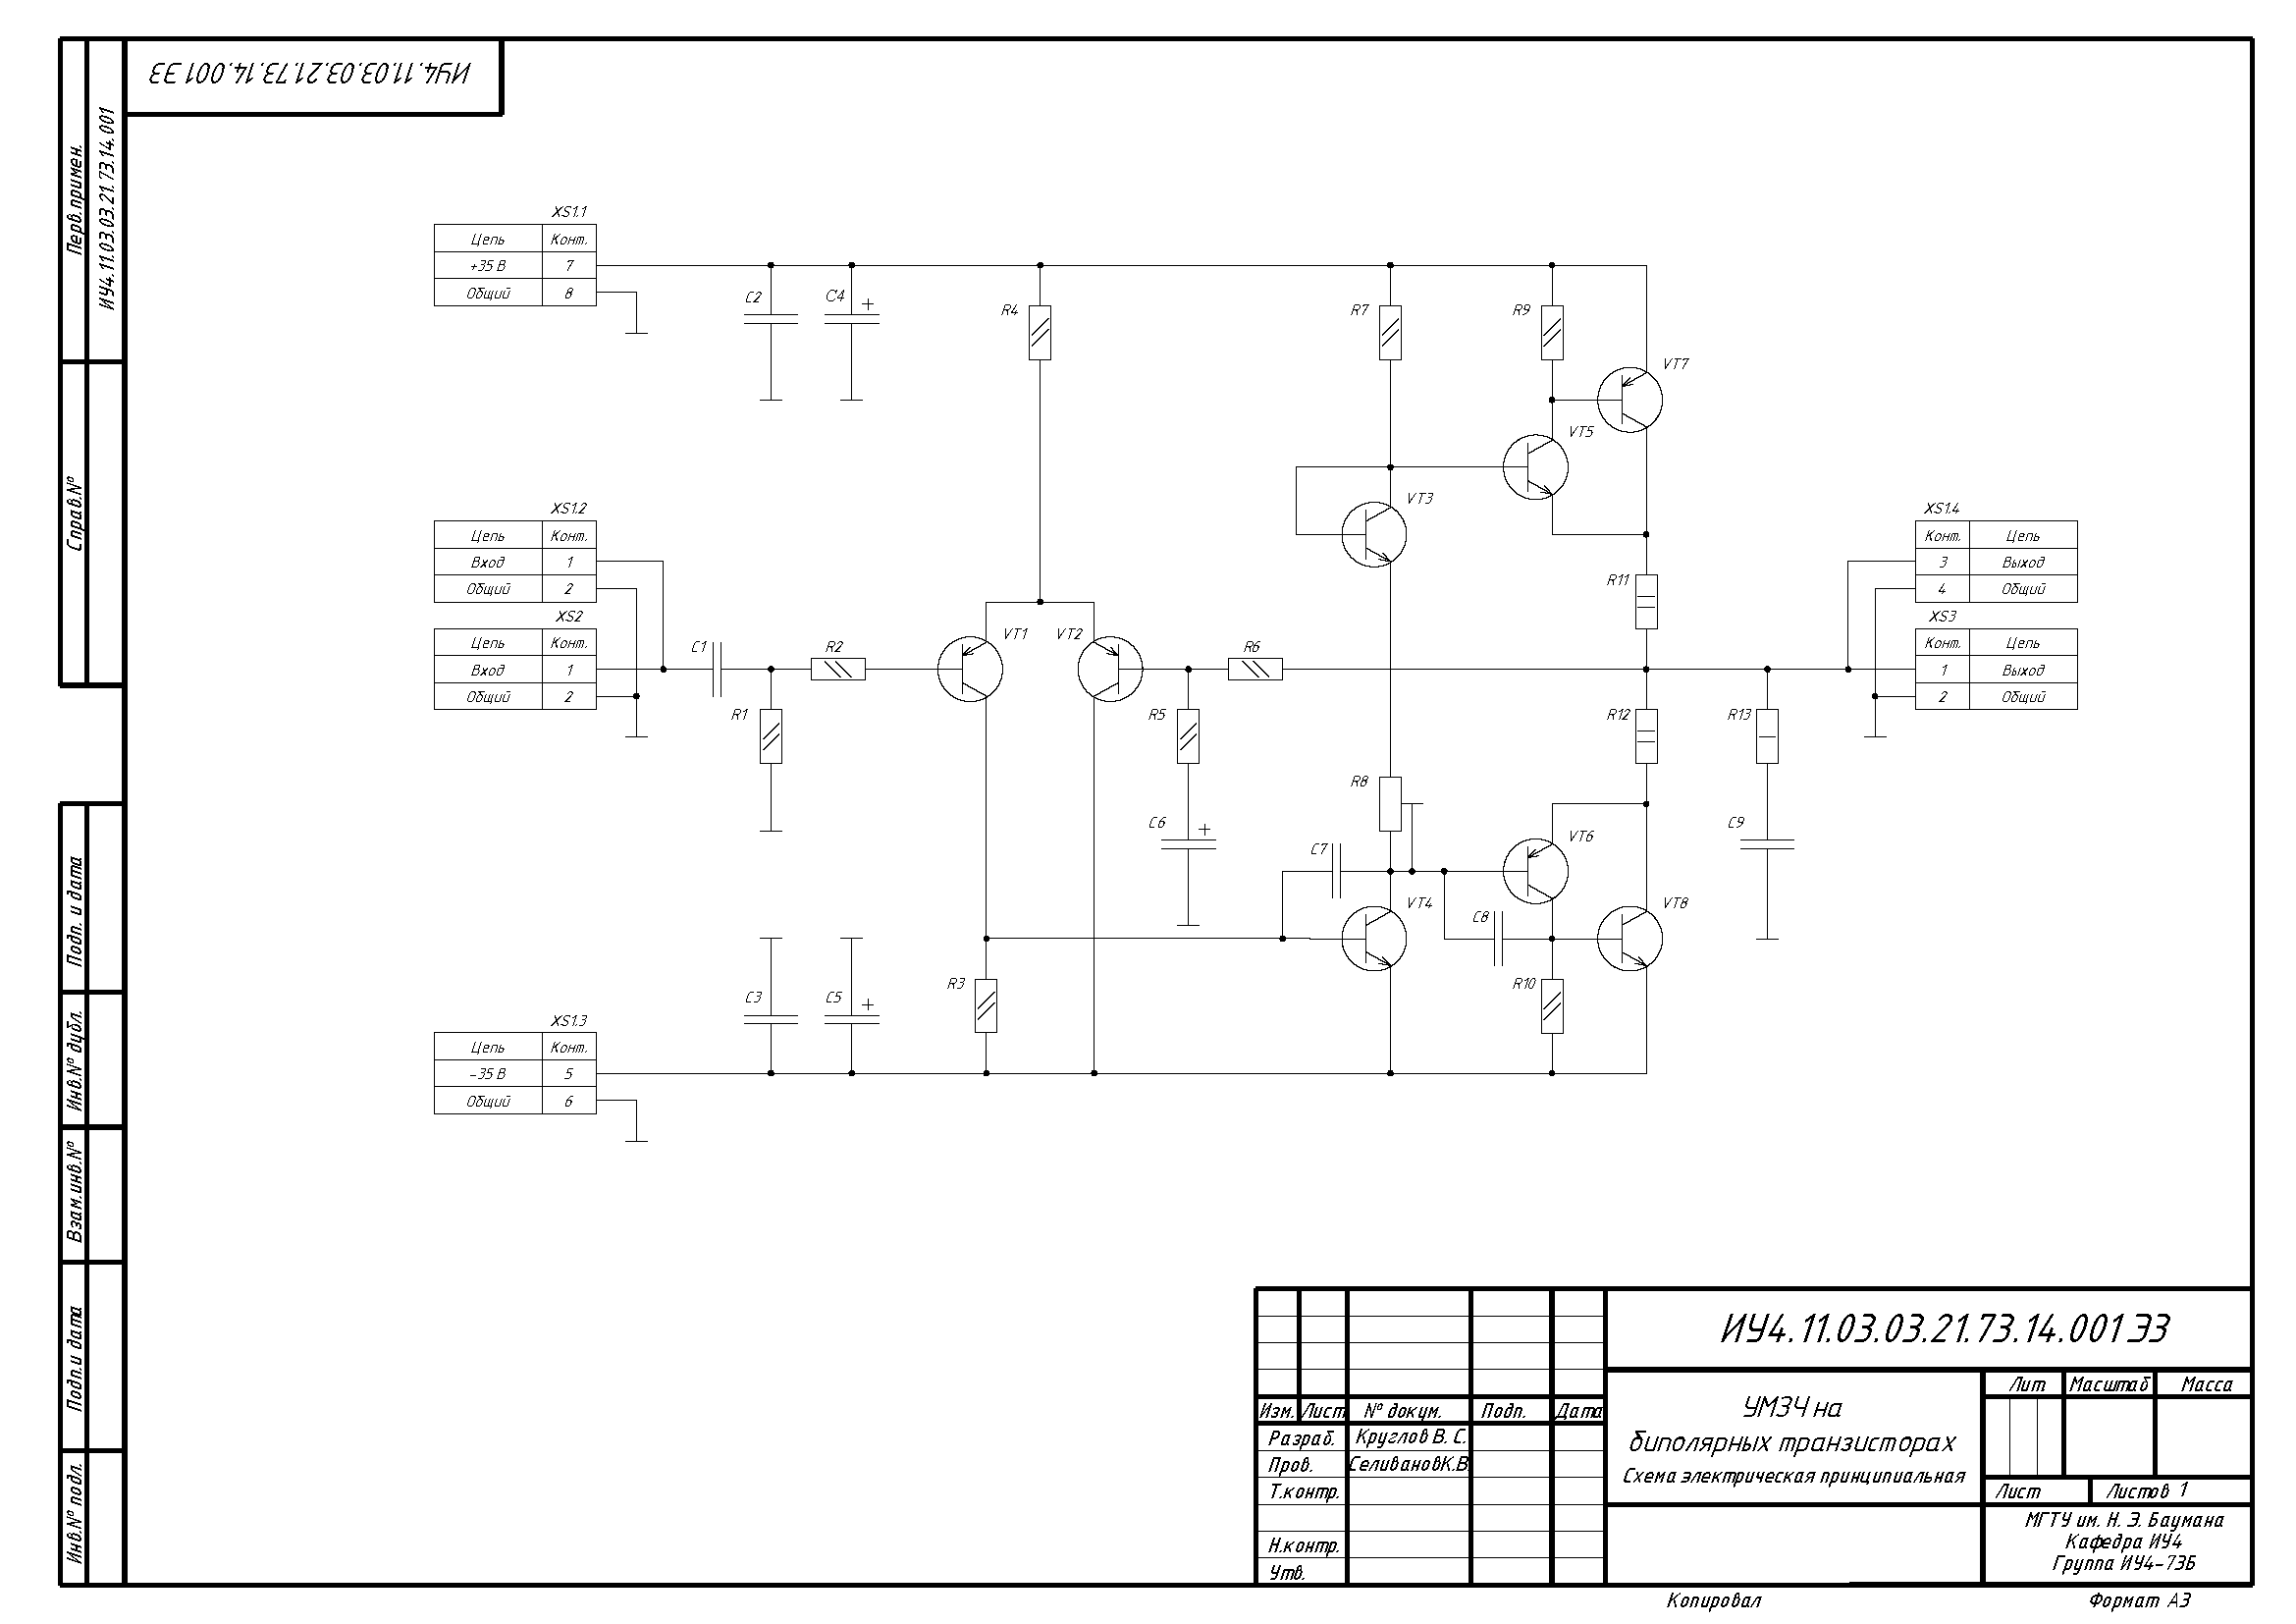 ИУ4.11.03.03.21.73.14.001 Э3
Перв.примен.
ИУ4.11.03.03.21.73.14.001
Справ.№
Подп. и дата
Инв.№ дубл.
Взам.инв.№
Подп.и дата
Инв.№ подл.
XS1.1
Цепь Конт.
+35 В 7
Общий 8
C2
C4
+
R4
R7
R9
VT7
VT5
VT3
XS1.2
Цепь Конт.
Вход 1
Общий 2
XS2
Цепь Конт.
Вход 1
Общий 2
C1
R1
R2
VT1
VT2
R5
R6
R11
R12
R13
XS1.4
Конт. Цепь
3 Выход
4 Общий
XS3
Конт. Цепь
1 Выход
2 Общий
R8
C6
+
C7
VT6
C9
VT4
C8
VT8
R3
R10
C3
C5
+
XS1.3
Цепь Конт.
-35 В 5
Общий 6
ИУ4.11.03.03.21.73.14.001 Э3
Лит Масштаб Масса
УМЗЧ на
биполярных транзисторах
Схема электрическая принципиальная
Изм. Лист № докум. Подп. Дата
Разраб. Круглов В. С.
Пров. Селиванов К.В.
Т.контр.
Н.контр.
Утв.
Лист Листов 1
МГТУ им. Н. Э. Баумана
Кафедра ИУ4
Группа ИУ4-73Б
Копировал Формат А3